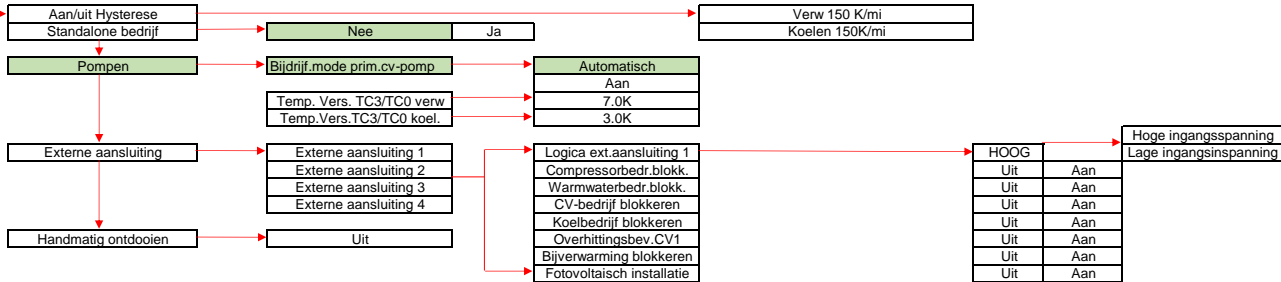 Aan/uit Hysterese Verw 150 K/mi
Standalone bedrijf Nee Ja Koelen 150K/mi
Pompen Bijdrijf.mode prim.cv-pomp Automatisch
Aan
Temp. Vers. TC3/TC0 verw 7.0K
Temp.Vers.TC3/TC0 koel. 3.0K
Hoge ingangsspanning
Externe aansluiting Externe aansluiting 1 Logica ext.aansluiting 1 HOOG Lage ingangsinspanning
Externe aansluiting 2 Compressorbedr.blokk. Uit Aan
Externe aansluiting 3 Warmwaterbedr.blokk. Uit Aan
Externe aansluiting 4 CV-bedrijf blokkeren Uit Aan
Koelbedrijf blokkeren Uit Aan
Handmatig ontdooien Uit Overhittingsbev.CV1 Uit Aan
Bijverwarming blokkeren Uit Aan
Fotovoltaisch installatie Uit Aan